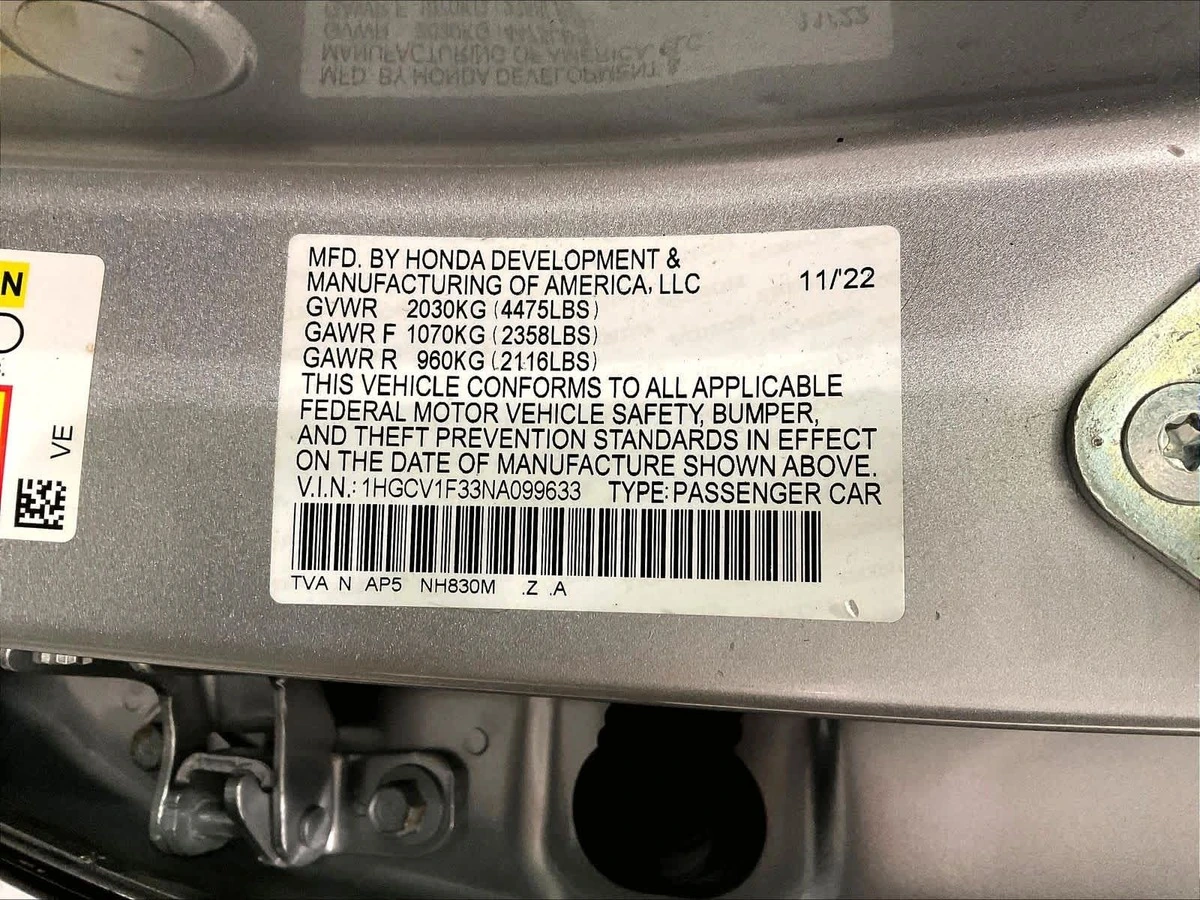 MFD. BY HONDA DEVELOPMENT &
MANUFACTURING OF AMERICA, LLC 11/'22
GVWR 2030KG (4475LBS)
GAWR F 1070KG (2358LBS)
GAWR R 960KG (2116LBS)
THIS VEHICLE CONFORMS TO ALL APPLICABLE
FEDERAL MOTOR VEHICLE SAFETY, BUMPER,
AND THEFT PREVENTION STANDARDS IN EFFECT
ON THE DATE OF MANUFACTURE SHOWN ABOVE.
V.I.N.: 1HGCV1F33NA099633 TYPE: PASSENGER CAR
TVA N AP5 NH830M .Z .A
N
VE